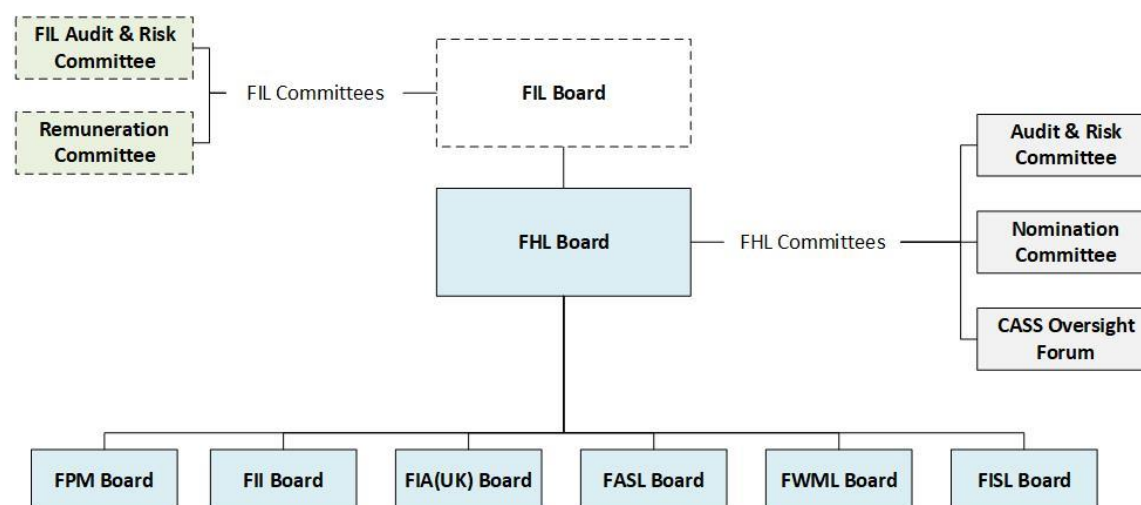 FIL Audit & Risk
Committee
FIL Committees
FIL Board
Remuneration
Committee
Audit & Risk
Committee
FHL Board
FHL Committees
Nomination
Committee
CASS Oversight
Forum
FPM Board
FII Board
FIA(UK) Board
FASL Board
FWML Board
FISL Board